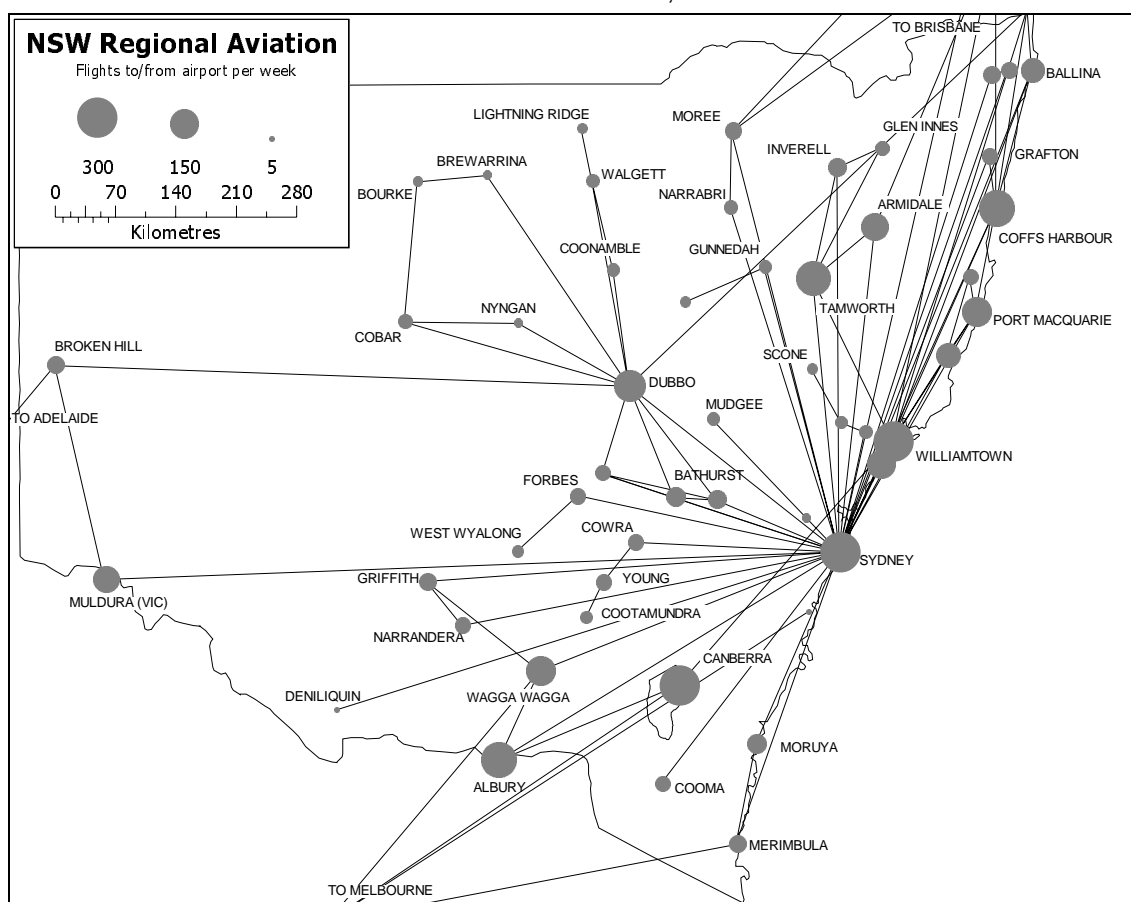 NSW Regional Aviation
Flights to/from airport per week
300 150 5
0 70 140 210 280
Kilometres
TO BRISBANE
BALLINA
LIGHTNING RIDGE
MOREE
GLEN INNES
INVERELL
GRAFTON
BREWARRINA
WALGETT
BOURKE
NARRABRI
ARMIDALE
COFFS HARBOUR
COONAMBLE
GUNNEDAH
NYNGAN
TAMWORTH
PORT MACQUARIE
COBAR
BROKEN HILL
SCONE
DUBBO
MUDGEE
TO ADELAIDE
WILLIAMTOWN
FORBES
BATHURST
WEST WYALONG
COWRA
SYDNEY
GRIFFITH
YOUNG
MULDURA (VIC)
COOTAMUNDRA
NARRANDERA
CANBERRA
DENILIQUIN
WAGGA WAGGA
MORUYA
ALBURY
COOMA
MERIMBULA
TO MELBOURNE